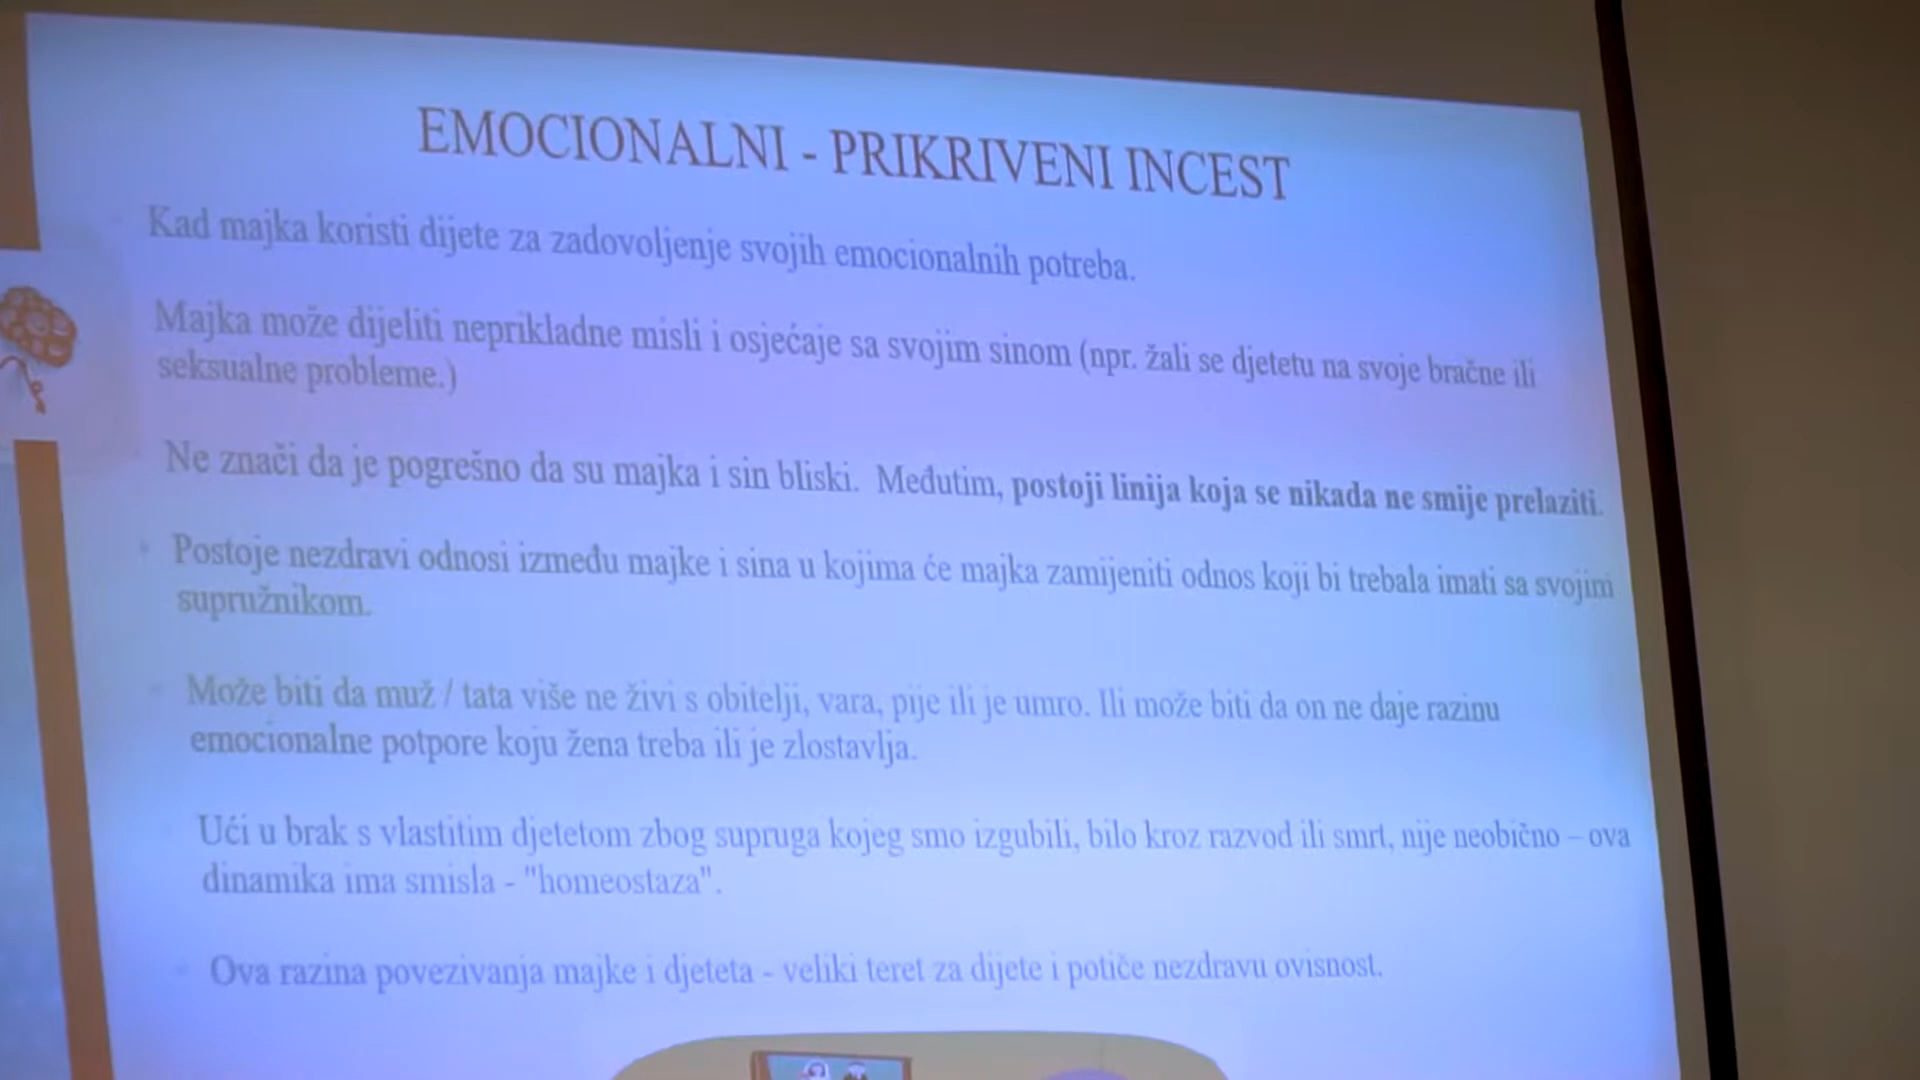 EMOCIONALNI - PRIKRIVENI INCEST
Kad majka koristi dijete za zadovoljenje svojih emocionalnih potreba.
Majka može dijeliti neprikladne misli i osjećaje sa svojim sinom (npr. žali se djetetu na svoje bračne ili
seksualne probleme.)
Ne znači da je pogrešno da su majka i sin bliski. Međutim, postoji linija koja se nikada ne smije prelaziti.
Postoje nezdravi odnosi između majke i sina u kojima će majka zamijeniti odnos koji bi trebala imati sa svojim
supružnikom.
Može biti da muž / tata više ne živi s obitelji, vara, pije ili je umro. Ili može biti da on ne daje razinu
emocionalne potpore koju žena treba ili je zlostavlja.
Ući u brak s vlastitim djetetom zbog supruga kojeg smo izgubili, bilo kroz razvod ili smrt, nije neobično – ova
dinamika ima smisla - "homeostaza".
Ova razina povezivanja majke i djeteta - veliki teret za dijete i potiče nezdravu ovisnost.